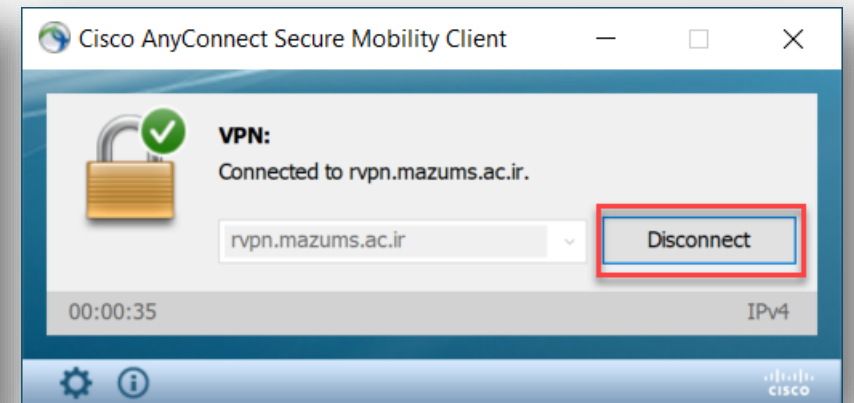 Cisco AnyConnect Secure Mobility Client
VPN:
Connected to rvpn.mazums.ac.ir.
rvpn.mazums.ac.ir
Disconnect
00:00:35
IPv4
CISCO